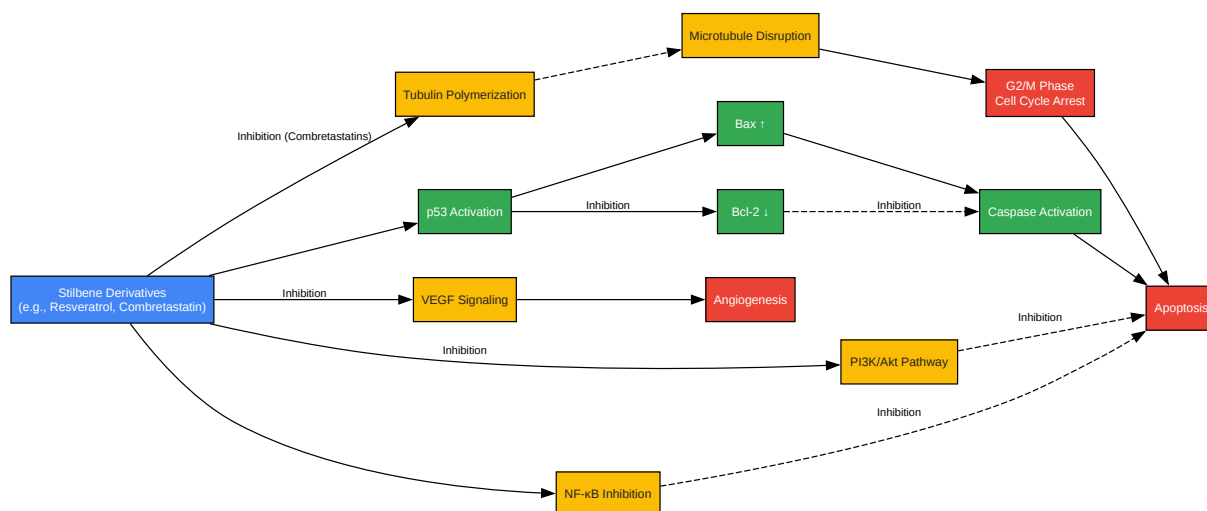 Microtubule Disruption
Tubulin Polymerization
G2/M Phase
Cell Cycle Arrest
Inhibition (Combretastatins)
Bax ↑
p53 Activation
Inhibition
Bcl-2 ↓
Inhibition
Caspase Activation
Stilbene Derivatives
(e.g., Resveratrol, Combretastatin)
Inhibition
VEGF Signaling
Angiogenesis
Apoptosis
Inhibition
Inhibition
PI3K/Akt Pathway
Inhibition
NF-κB Inhibition